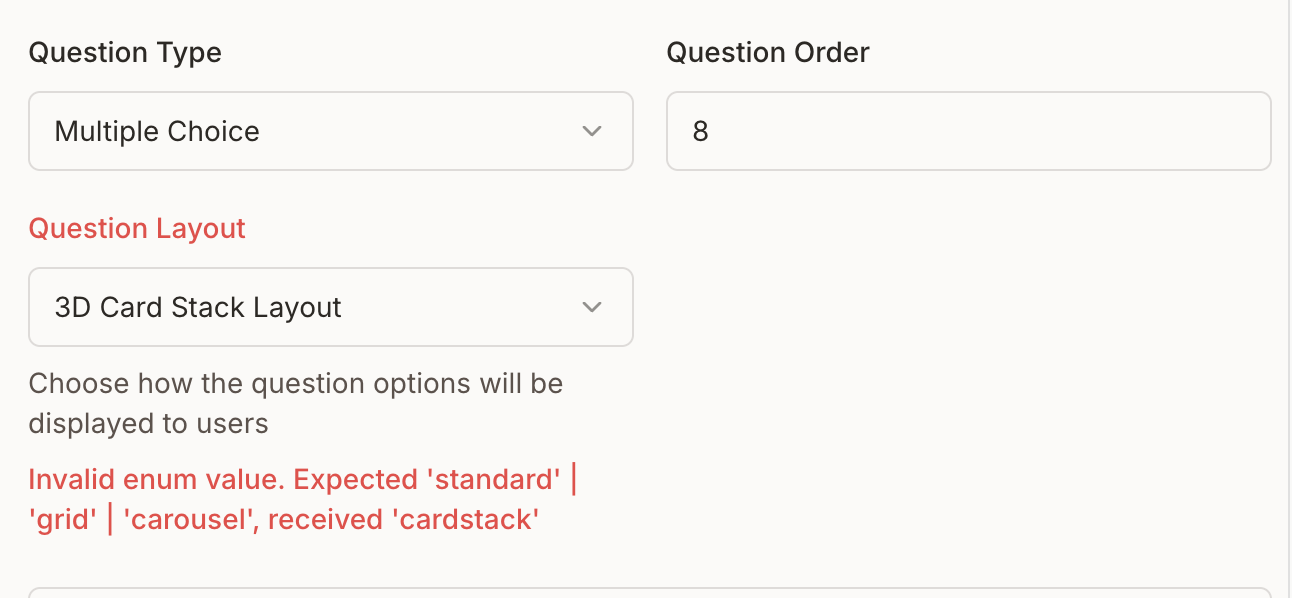 Question Type
Question Order
Multiple Choice
8
Question Layout
3D Card Stack Layout
Choose how the question options will be
displayed to users
Invalid enum value. Expected 'standard' |
'grid' | 'carousel', received 'cardstack'